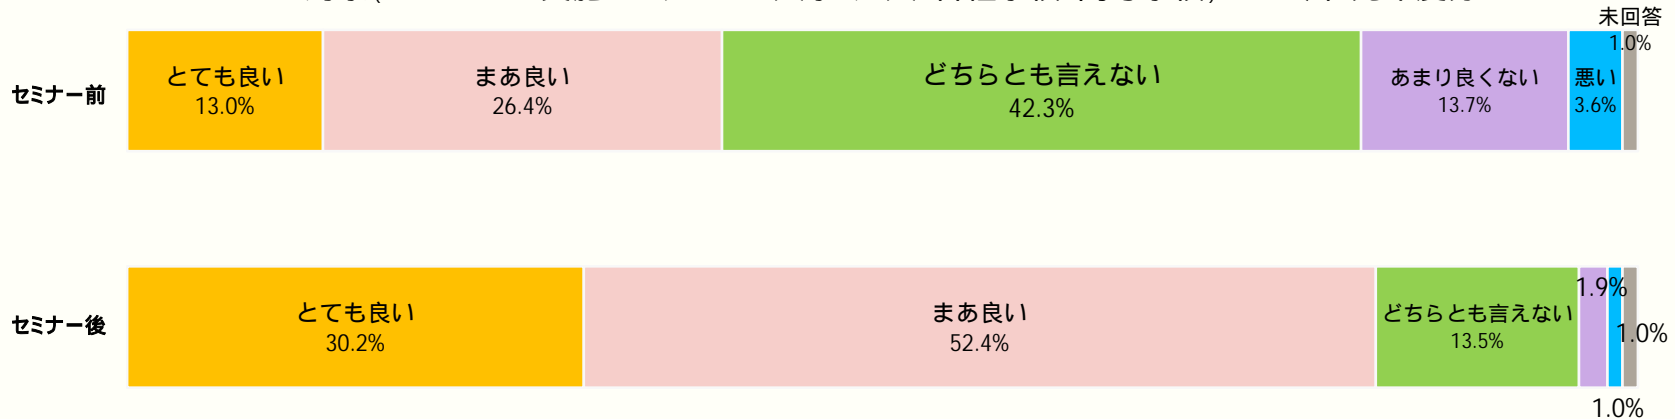 未回答
1.0%
セミナー前
とても良い
13.0%
まあ良い
26.4%
どちらとも言えない
42.3%
あまり良くない
13.7%
悪い
3.6%
セミナー後
とても良い
30.2%
まあ良い
52.4%
どちらとも言えない
13.5%
1.9%
1.0%
1.0%